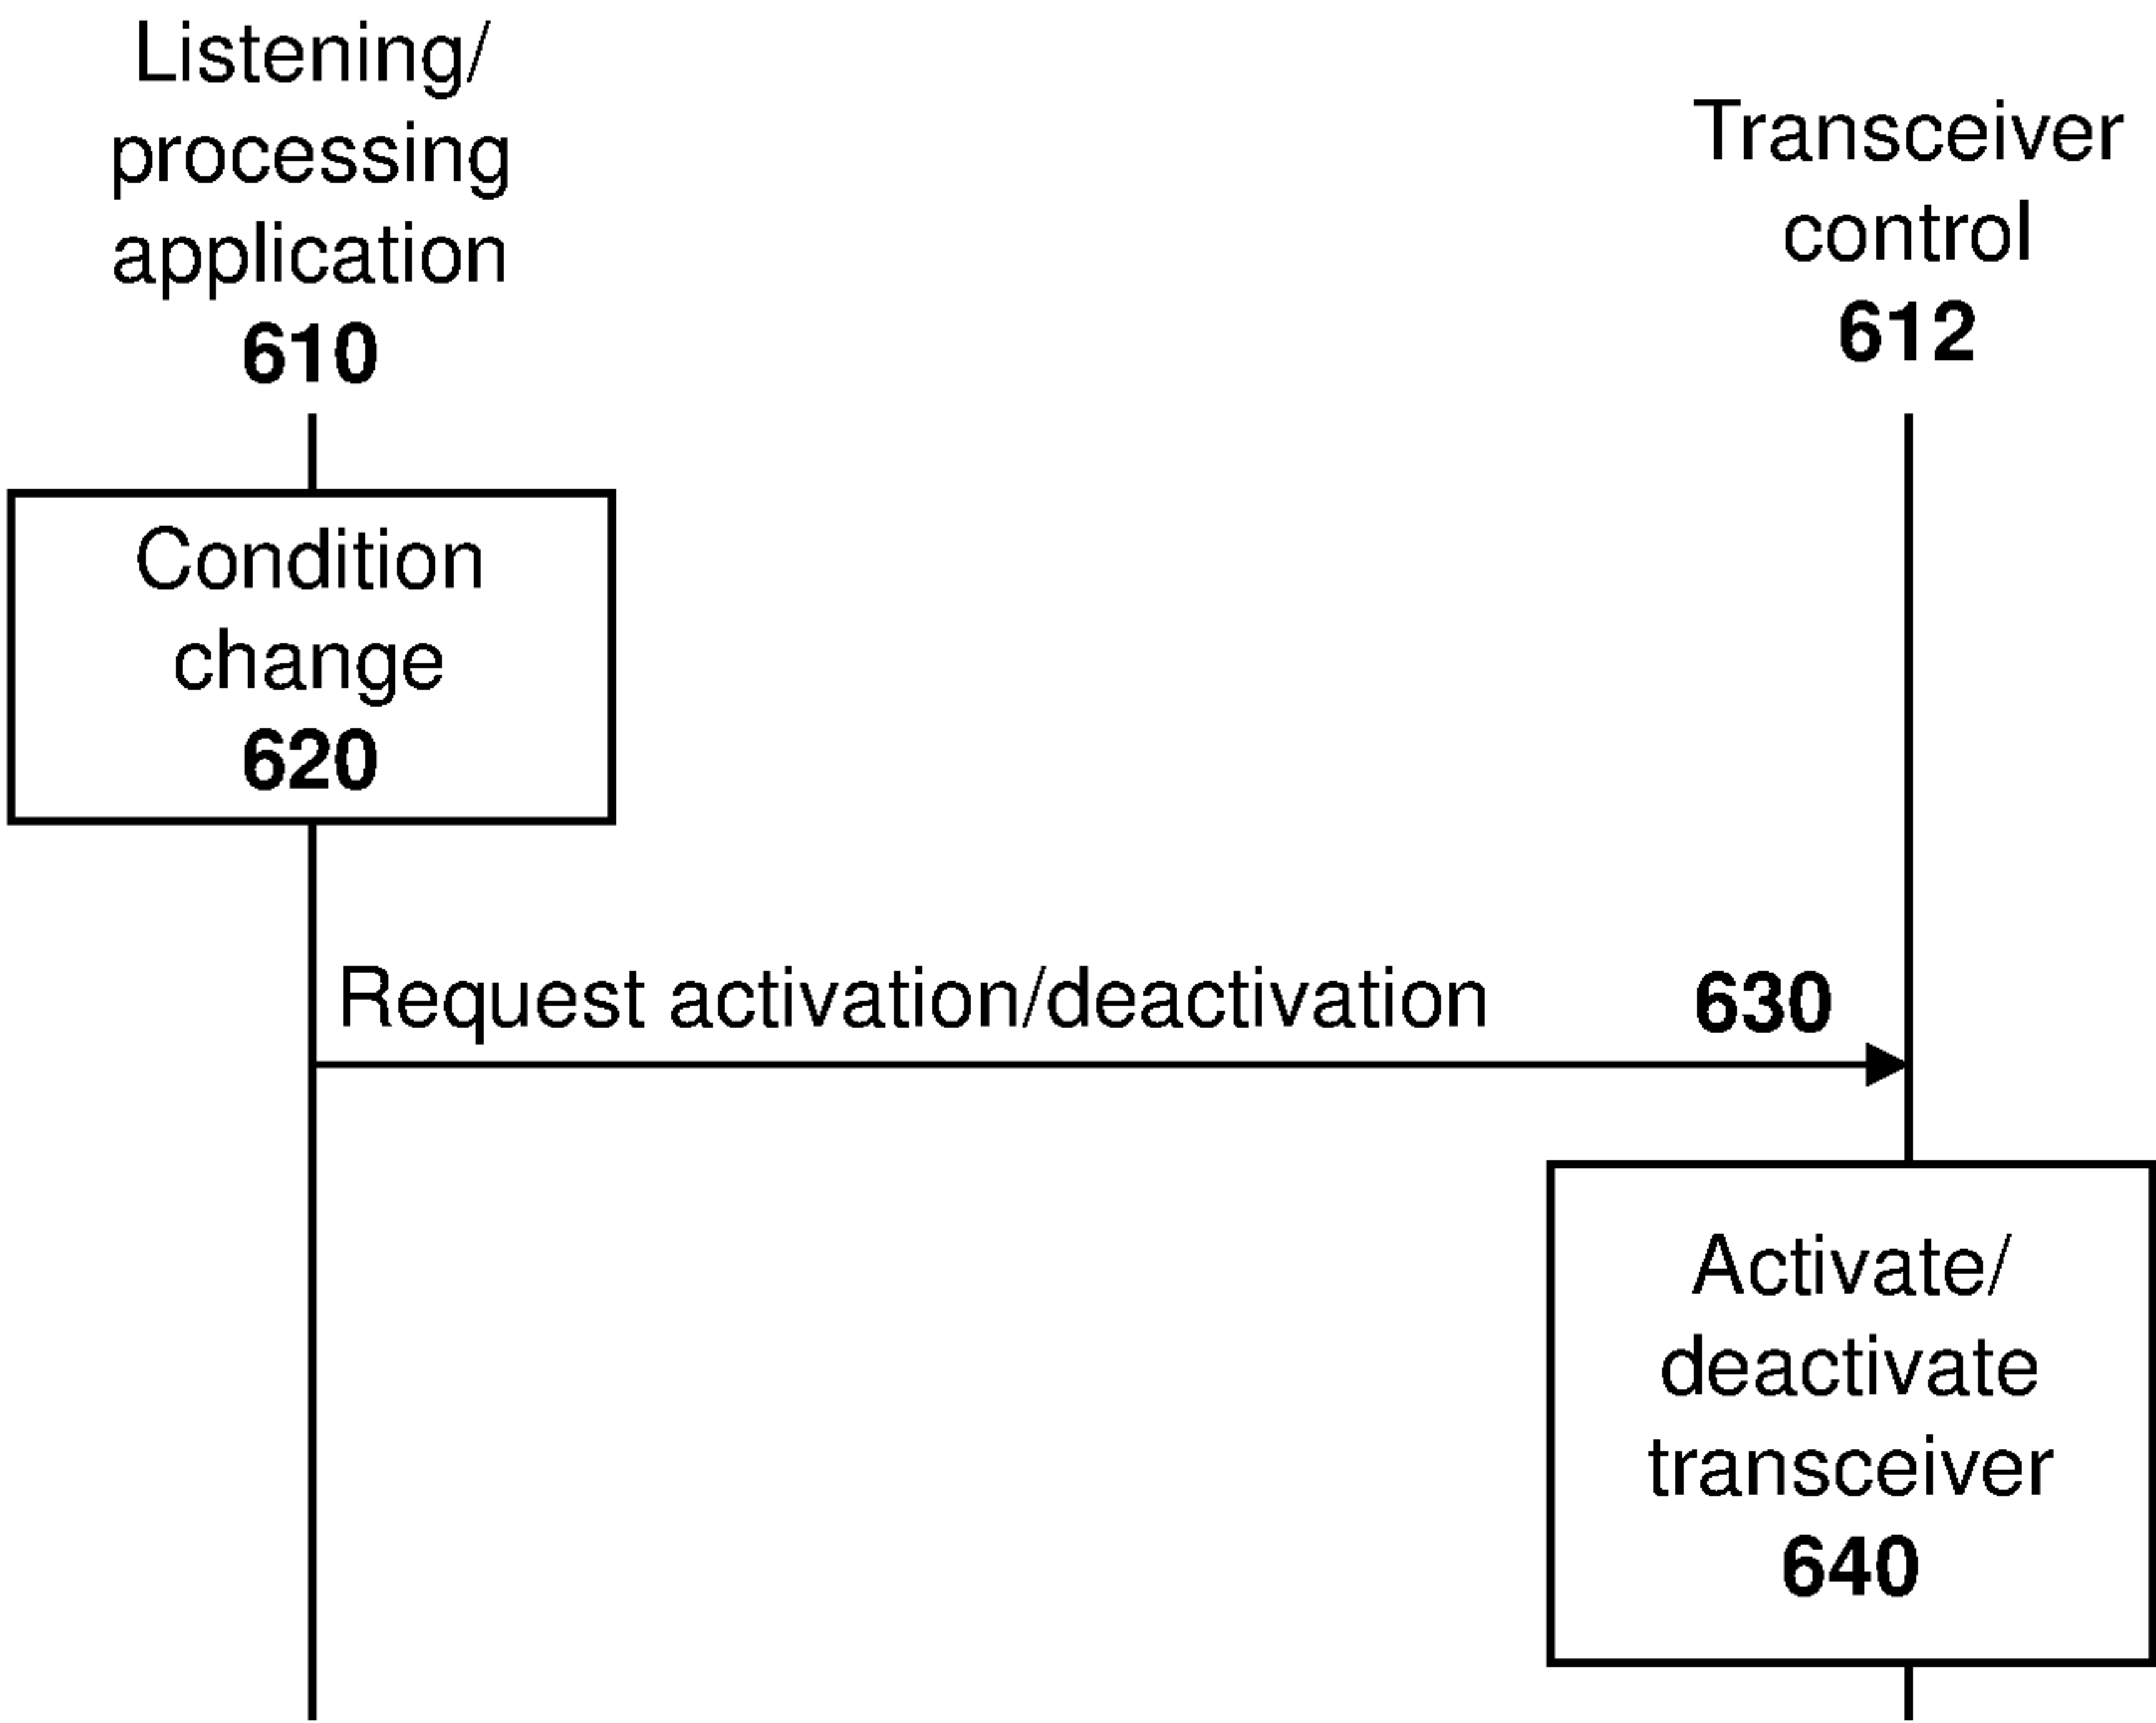 Listening/
processing
application
610
Transceiver
control
612
Condition
change
620
Request activation/deactivation 630
Activate/
deactivate
transceiver
640